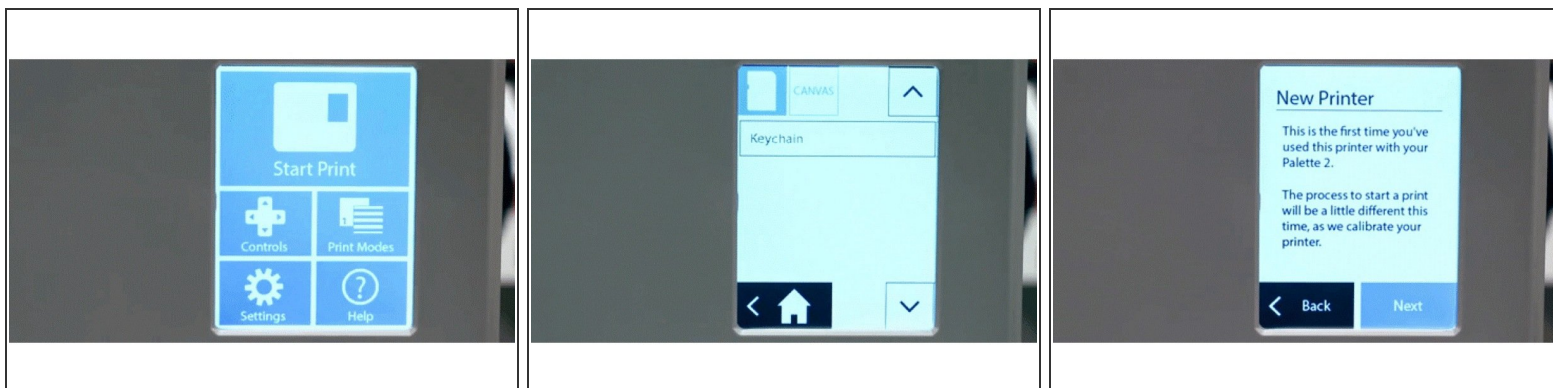 Start Print
Controls
1
Print Modes
Settings
?
Help
CANVAS
Keychain
New Printer
This is the first time you've
used this printer with your
Palette 2.
The process to start a print
will be a little different this
time, as we calibrate your
printer.
Back
Next